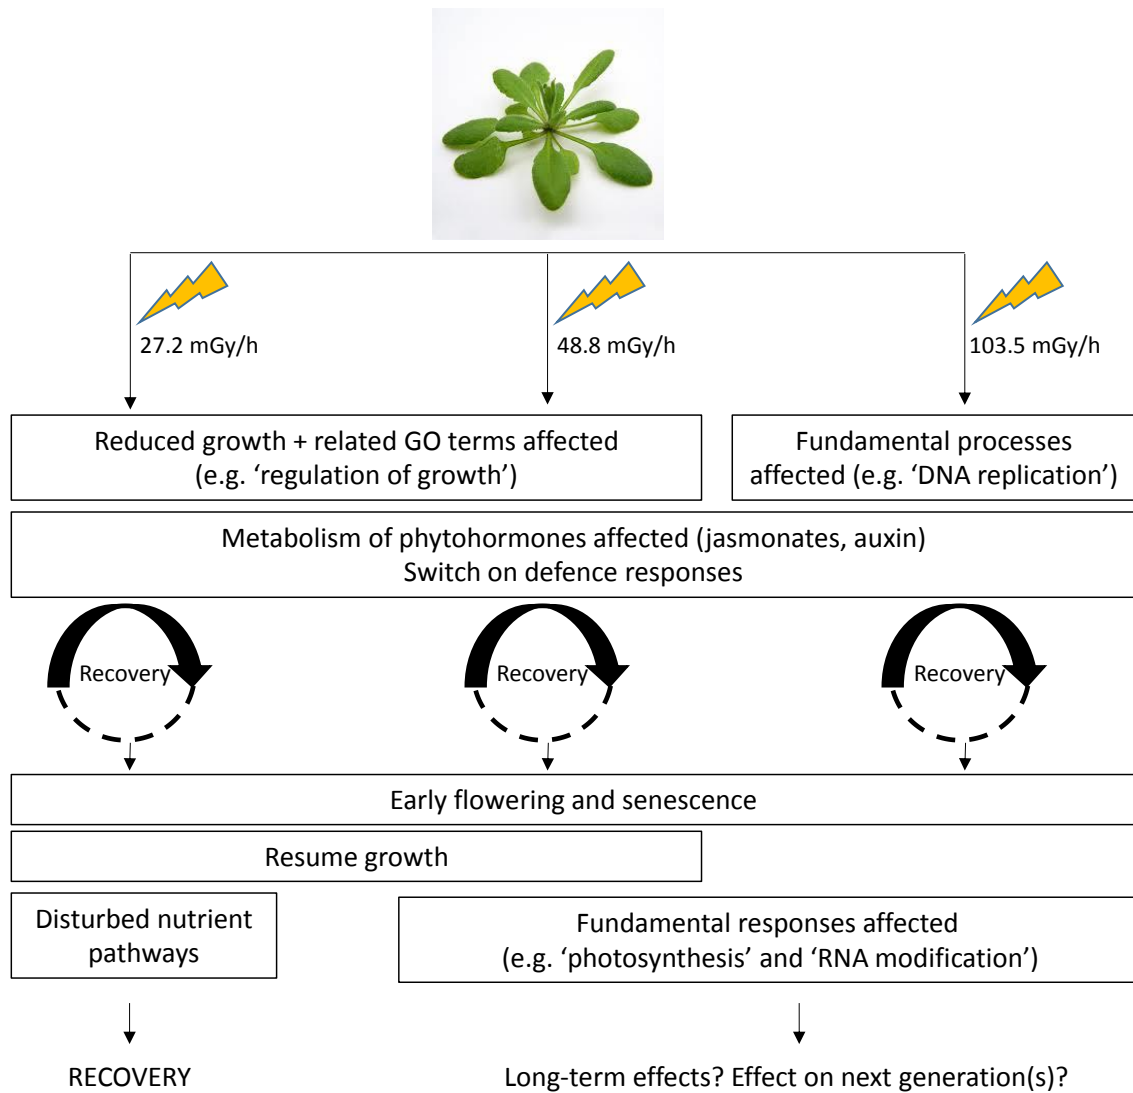 27.2 mGy/h
48.8 mGy/h
103.5 mGy/h
Reduced growth + related GO terms affected
(e.g. ‘regulation of growth’)
Fundamental processes
affected (e.g. ‘DNA replication’)
Metabolism of phytohormones affected (jasmonates, auxin)
Switch on defence responses
Recovery
Recovery
Recovery
Early flowering and senescence
Resume growth
Disturbed nutrient
pathways
Fundamental responses affected
(e.g. ‘photosynthesis’ and ‘RNA modification’)
RECOVERY
Long-term effects? Effect on next generation(s)?